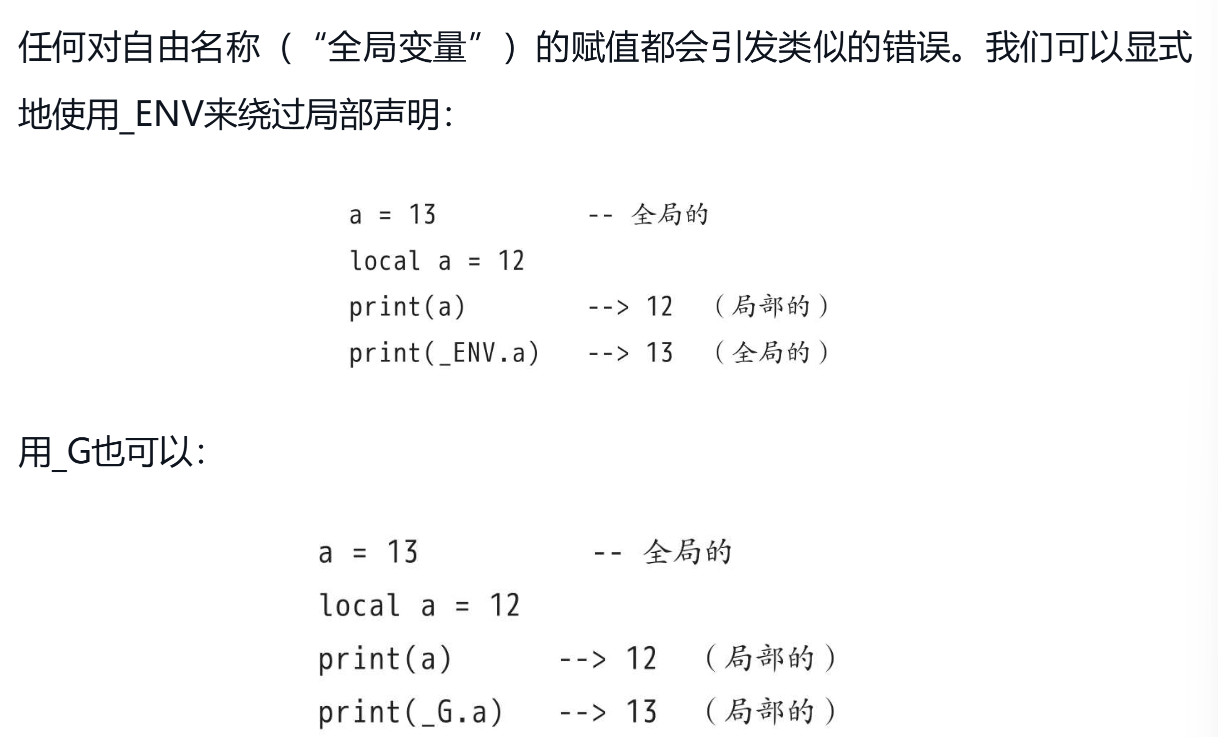 任何对自由名称（“全局变量”）的赋值都会引发类似的错误。我们可以显式
地使用_ENV来绕过局部声明：
a = 13 -- 全局的
local a = 12
print(a) --> 12 （局部的）
print(_ENV.a) --> 13 （全局的）
用_G也可以：
a = 13 -- 全局的
local a = 12
print(a) --> 12 （局部的）
print(_G.a) --> 13 （局部的）